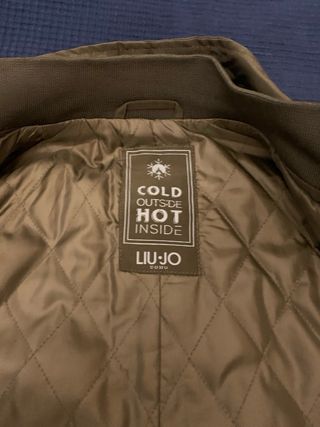 COLD
OUTSIDE
HOT
INSIDE
LIU·JO
UOMO